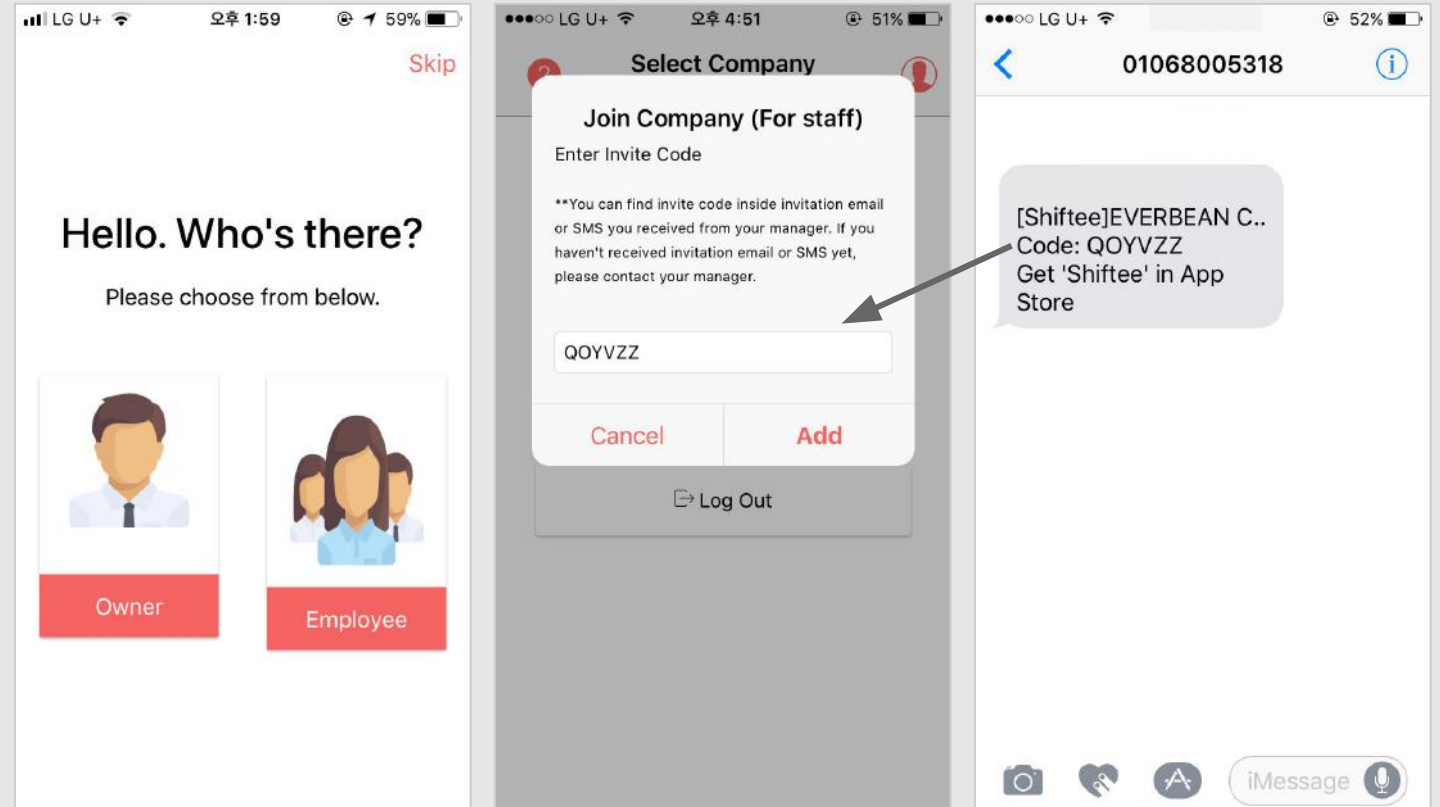 LG U+ 오후 1:59 59%
Skip
Hello. Who's there?
Please choose from below.
Owner
Employee
LG U+ 오후 4:51 51%
?
Select Company
Join Company (For staff)
Enter Invite Code
**You can find invite code inside invitation email
or SMS you received from your manager. If you
haven't received invitation email or SMS yet,
please contact your manager.
QOYVZZ
Cancel
Add
Log Out
LG U+ 52%
01068005318
[Shiftee]EVERBEAN C..
Code: QOYVZZ
Get 'Shiftee' in App
Store
iMessage